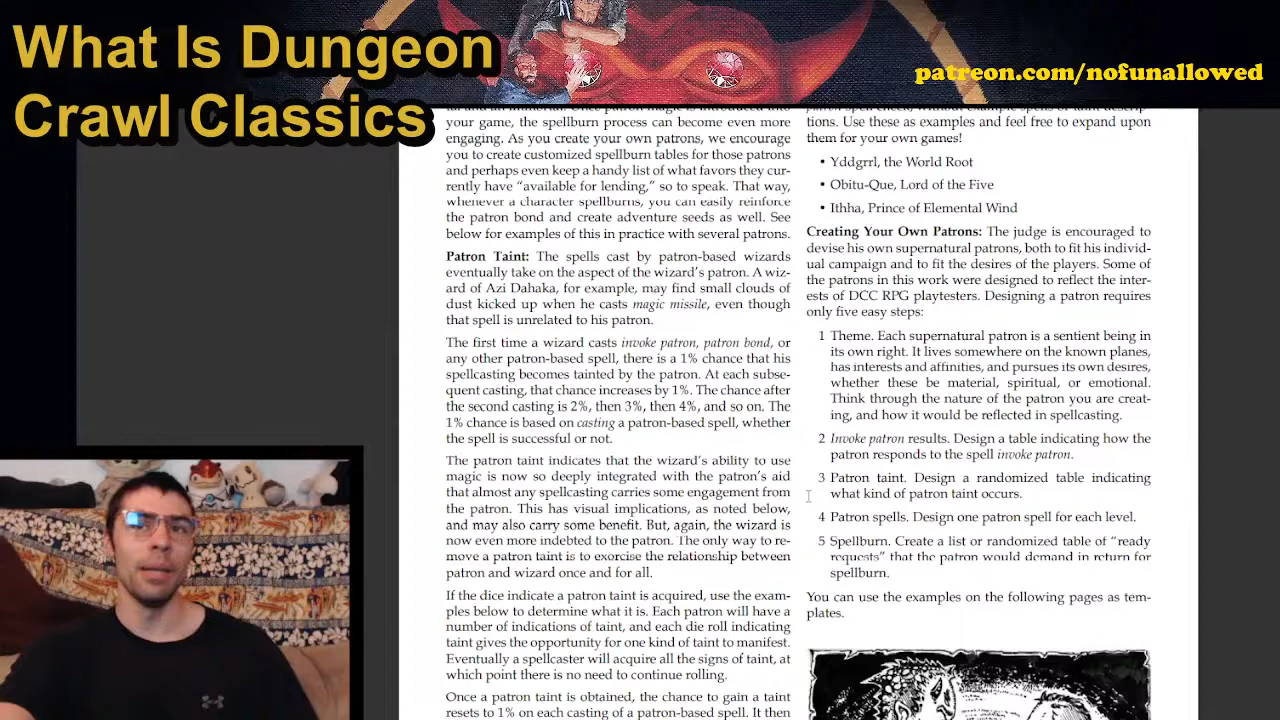 What Is Dungeon
Crawl Classics
patreon.com/nofunallowed
your game, the spellburn process can become even more
engaging. As you create your own patrons, we encourage
you to create customized spellburn tables for those patrons
and perhaps even keep a handy list of what favors they cur-
rently have “available for lending,” so to speak. That way,
whenever a character spellburns, you can easily reinforce
the patron bond and create adventure seeds as well. See
below for examples of this in practice with several patrons.
Patron Taint: The spells cast by patron-based wizards
eventually take on the aspect of the wizard’s patron. A wiz-
ard of Azi Dahaka, for example, may find small clouds of
dust kicked up when he casts magic missile, even though
that spell is unrelated to his patron.
The first time a wizard casts invoke patron, patron bond, or
any other patron-based spell, there is a 1% chance that his
spellcasting becomes tainted by the patron. At each subse-
quent casting, that chance increases by 1%. The chance after
the second casting is 2%, then 3%, then 4%, and so on. The
1% chance is based on casting a patron-based spell, whether
the spell is successful or not.
The patron taint indicates that the wizard’s ability to use
magic is now so deeply integrated with the patron’s aid
that almost any spellcasting carries some engagement from
the patron. This has visual implications, as noted below,
and may also carry some benefit. But, again, the wizard is
now even more indebted to the patron. The only way to re-
move a patron taint is to exorcise the relationship between
patron and wizard once and for all.
If the dice indicate a patron taint is acquired, use the exam-
ples below to determine what it is. Each patron will have a
number of indications of taint, and each die roll indicating
taint gives the opportunity for one kind of taint to manifest.
Eventually a spellcaster will acquire all the signs of taint, at
which point there is no need to continue rolling.
Once a patron taint is obtained, the chance to gain a taint
resets to 1% on each casting of a patron-based spell. It then
tions. Use these as examples and feel free to expand upon
them for your own games!
• Yddgrrl, the World Root
• Obitu-Que, Lord of the Five
• Ithha, Prince of Elemental Wind
Creating Your Own Patrons: The judge is encouraged to
devise his own supernatural patrons, both to fit his individ-
ual campaign and to fit the desires of the players. Some of
the patrons in this work were designed to reflect the inter-
ests of DCC RPG playtesters. Designing a patron requires
only five easy steps:
1 Theme. Each supernatural patron is a sentient being in
its own right. It lives somewhere on the known planes,
has interests and affinities, and pursues its own desires,
whether these be material, spiritual, or emotional.
Think through the nature of the patron you are creat-
ing, and how it would be reflected in spellcasting.
2 Invoke patron results. Design a table indicating how the
patron responds to the spell invoke patron.
3 Patron taint. Design a randomized table indicating
what kind of patron taint occurs.
4 Patron spells. Design one patron spell for each level.
5 Spellburn. Create a list or randomized table of “ready
requests” that the patron would demand in return for
spellburn.
You can use the examples on the following pages as tem-
plates.